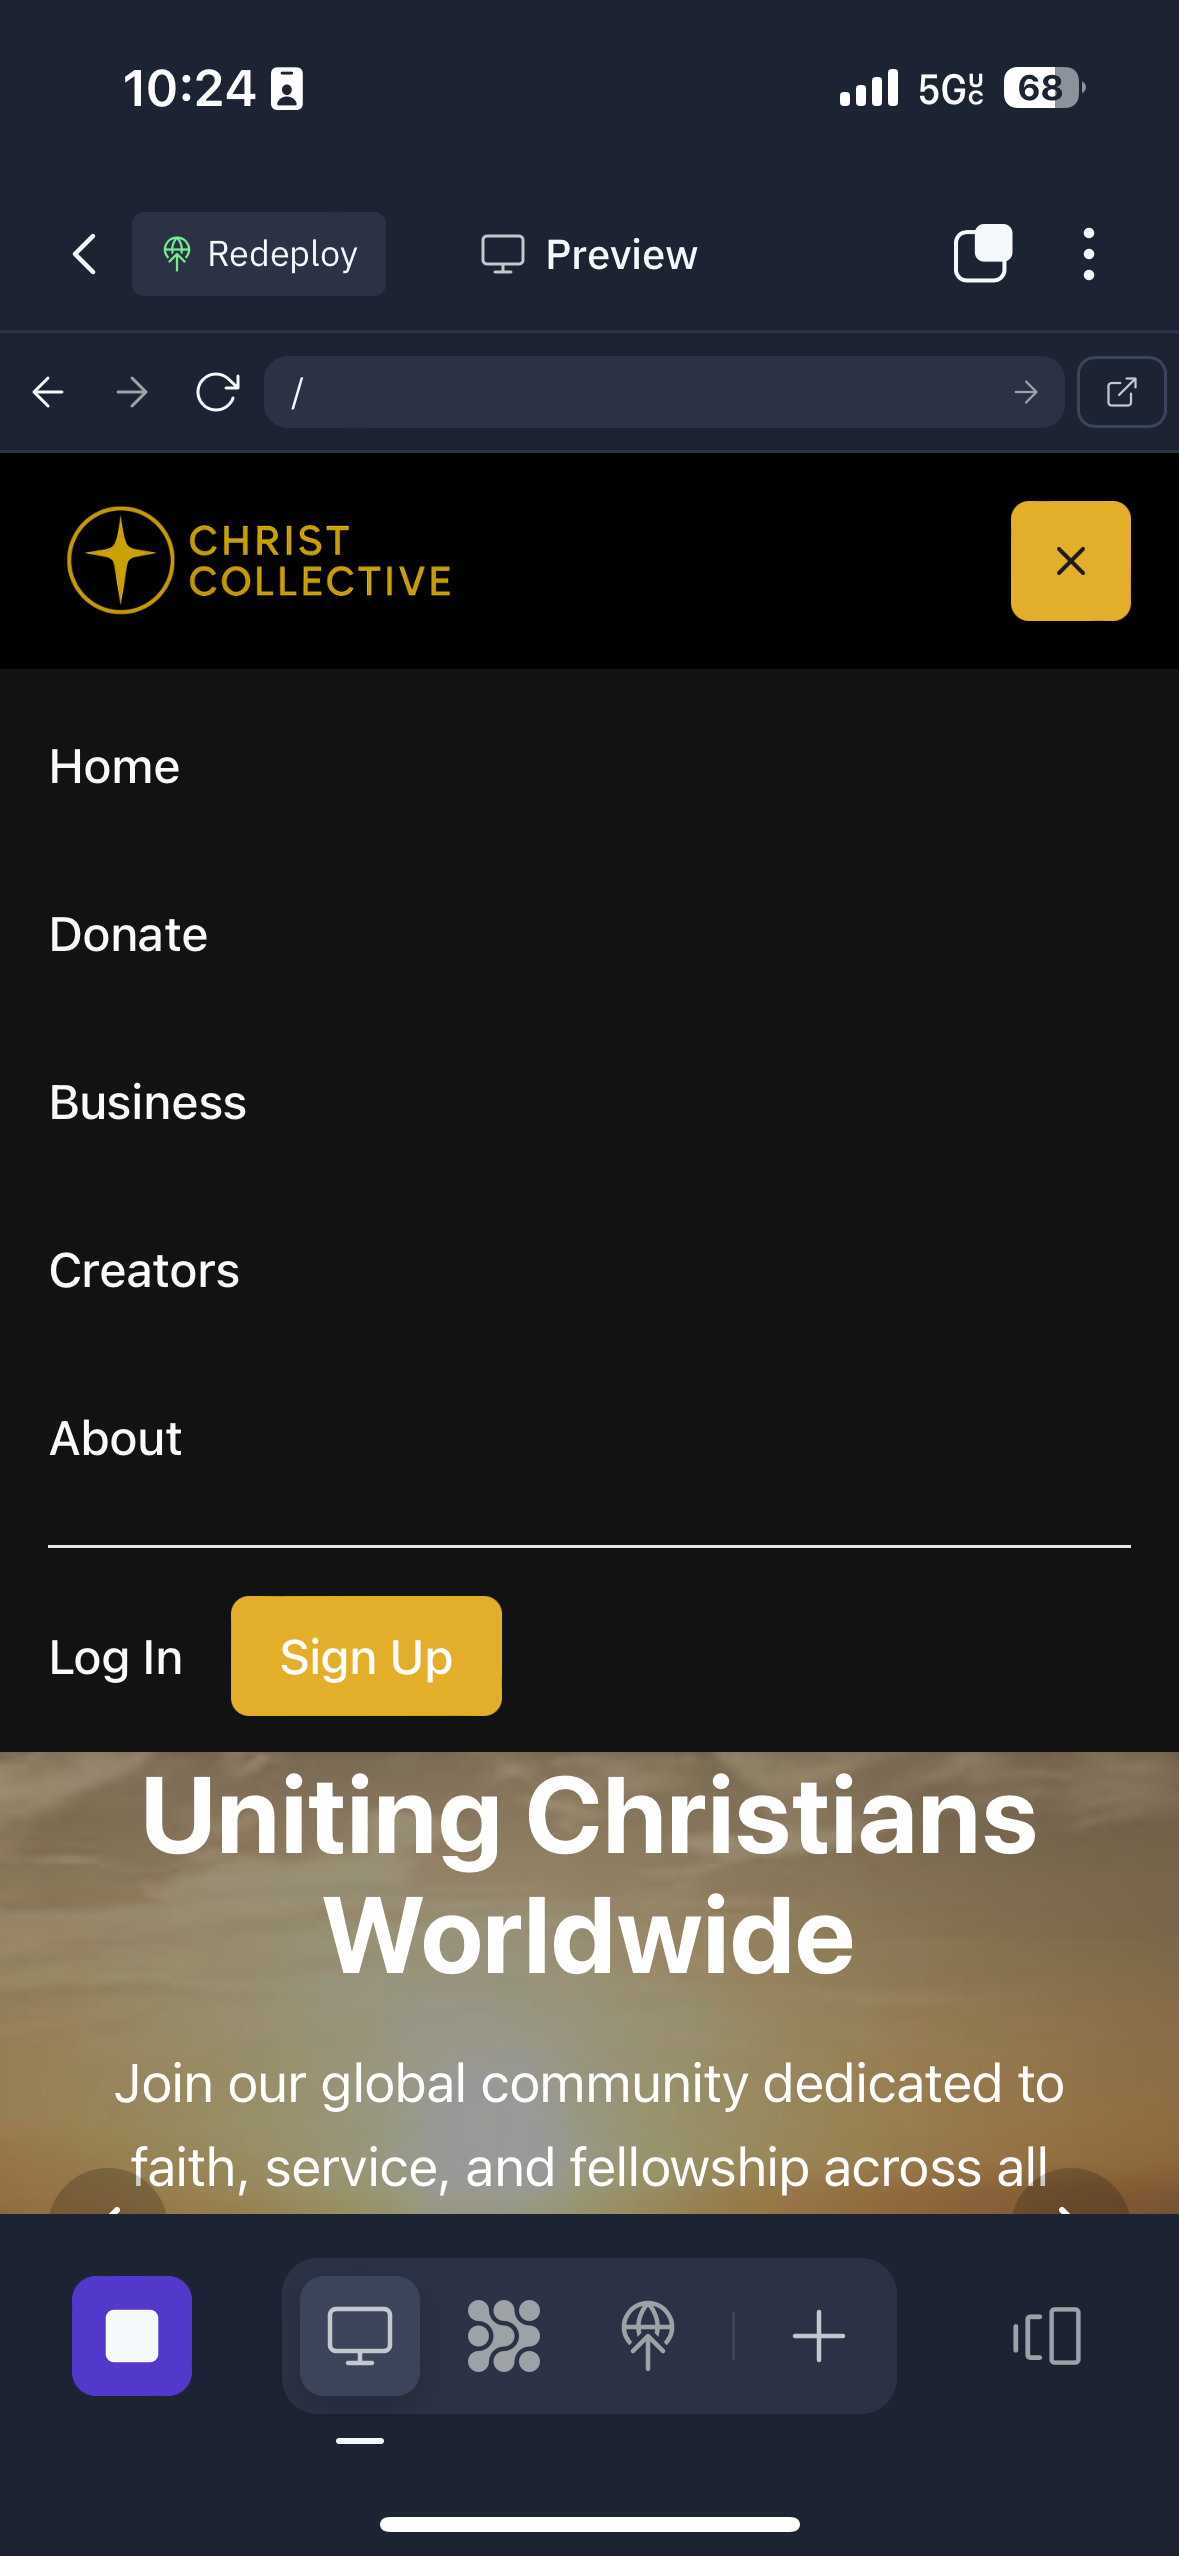 10:24
5GUC
68
Redeploy
Preview
/
CHRIST
COLLECTIVE
Home
Donate
Business
Creators
About
Log In
Sign Up
Uniting Christians
Worldwide
Join our global community dedicated to
faith, service, and fellowship across all